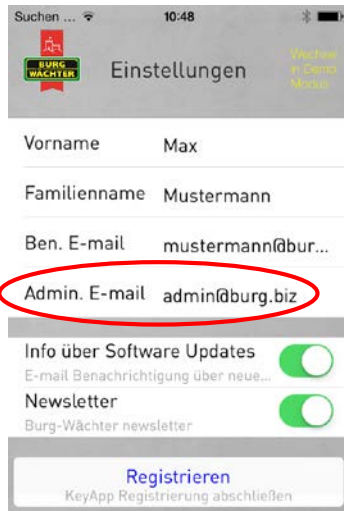 Suchen ... 10:48
BURG
WÄCHTER
Einstellungen
Wechsel
in Demo
Modus
Vorname Max
Familienname Mustermann
Ben. E-mail mustermann@bur...
Admin. E-mail admin@burg.biz
Info über Software Updates
E-mail Benachrichtigung über neue...
Newsletter
Burg-Wächter newsletter
Registrieren
KeyApp Registrierung abschließen